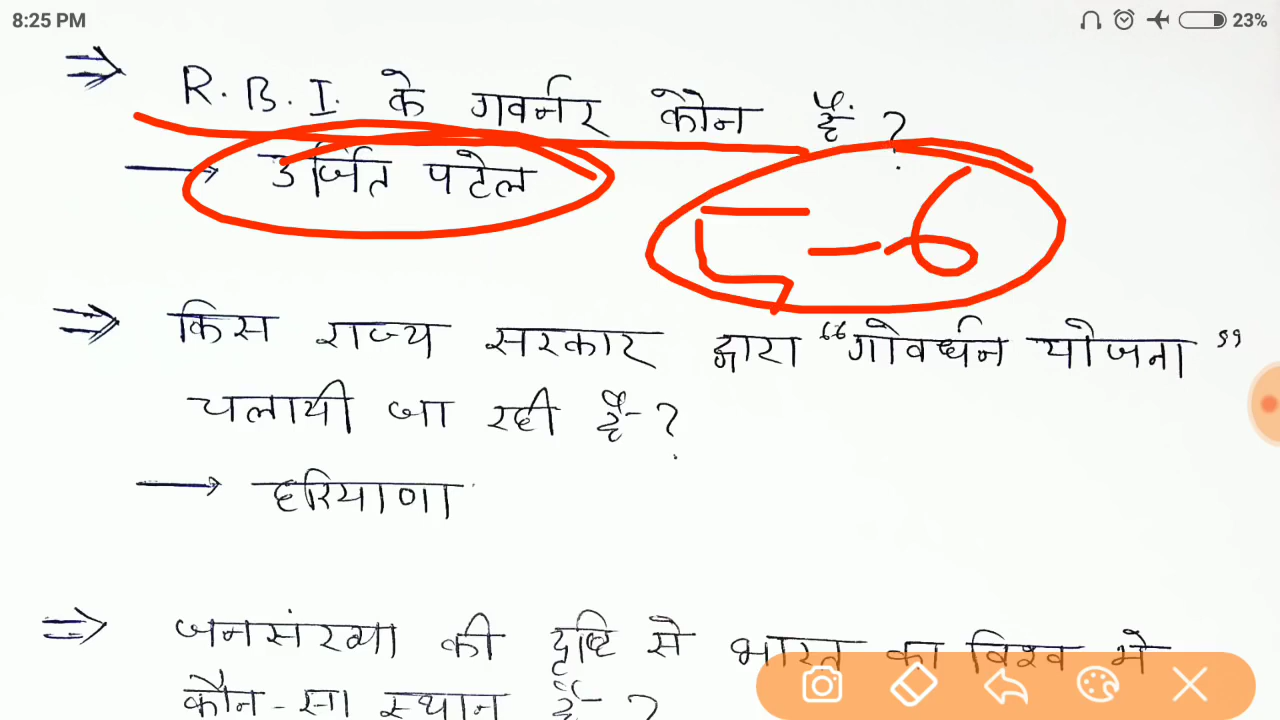 8:25 PM 23%
⇒ R.B.I. के गवर्नर कौन है ?
→ उर्जित पटेल
5-6
⇒ किस राज्य सरकार द्वारा “गोवर्धन योजना”
चलायी जा रही है- ?
→ हरियाणा
⇒ जनसंख्या की दृष्टि से भारत का विश्व मे
कौन-सा स्थान है- ?